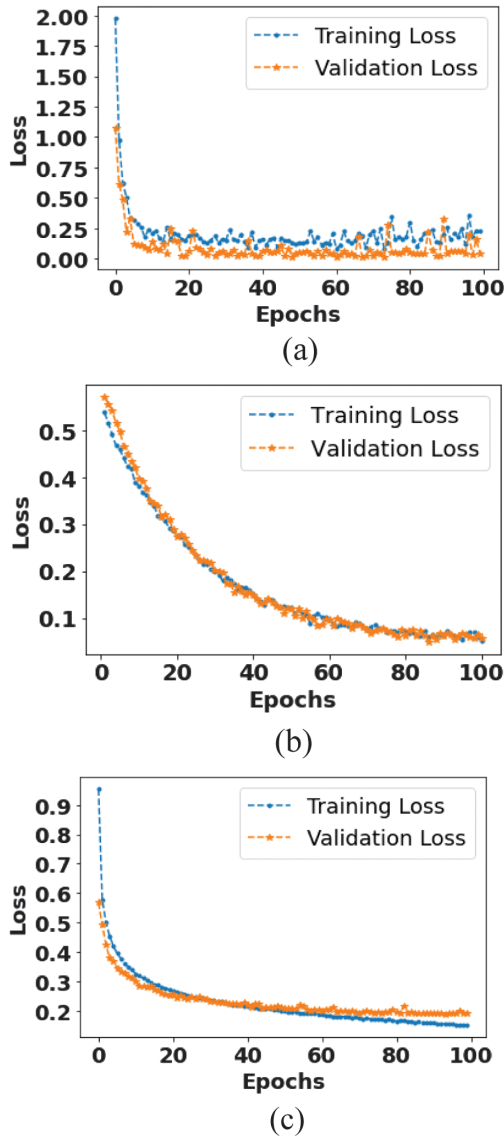 2.00
1.75
1.50
1.25
1.00
0.75
0.50
0.25
0.00
Loss
Training Loss
Validation Loss
0 20 40 60 80 100
Epochs
(a)
0.5
0.4
0.3
0.2
0.1
Loss
Training Loss
Validation Loss
0 20 40 60 80 100
Epochs
(b)
0.9
0.8
0.7
0.6
0.5
0.4
0.3
0.2
Loss
Training Loss
Validation Loss
0 20 40 60 80 100
Epochs
(c)